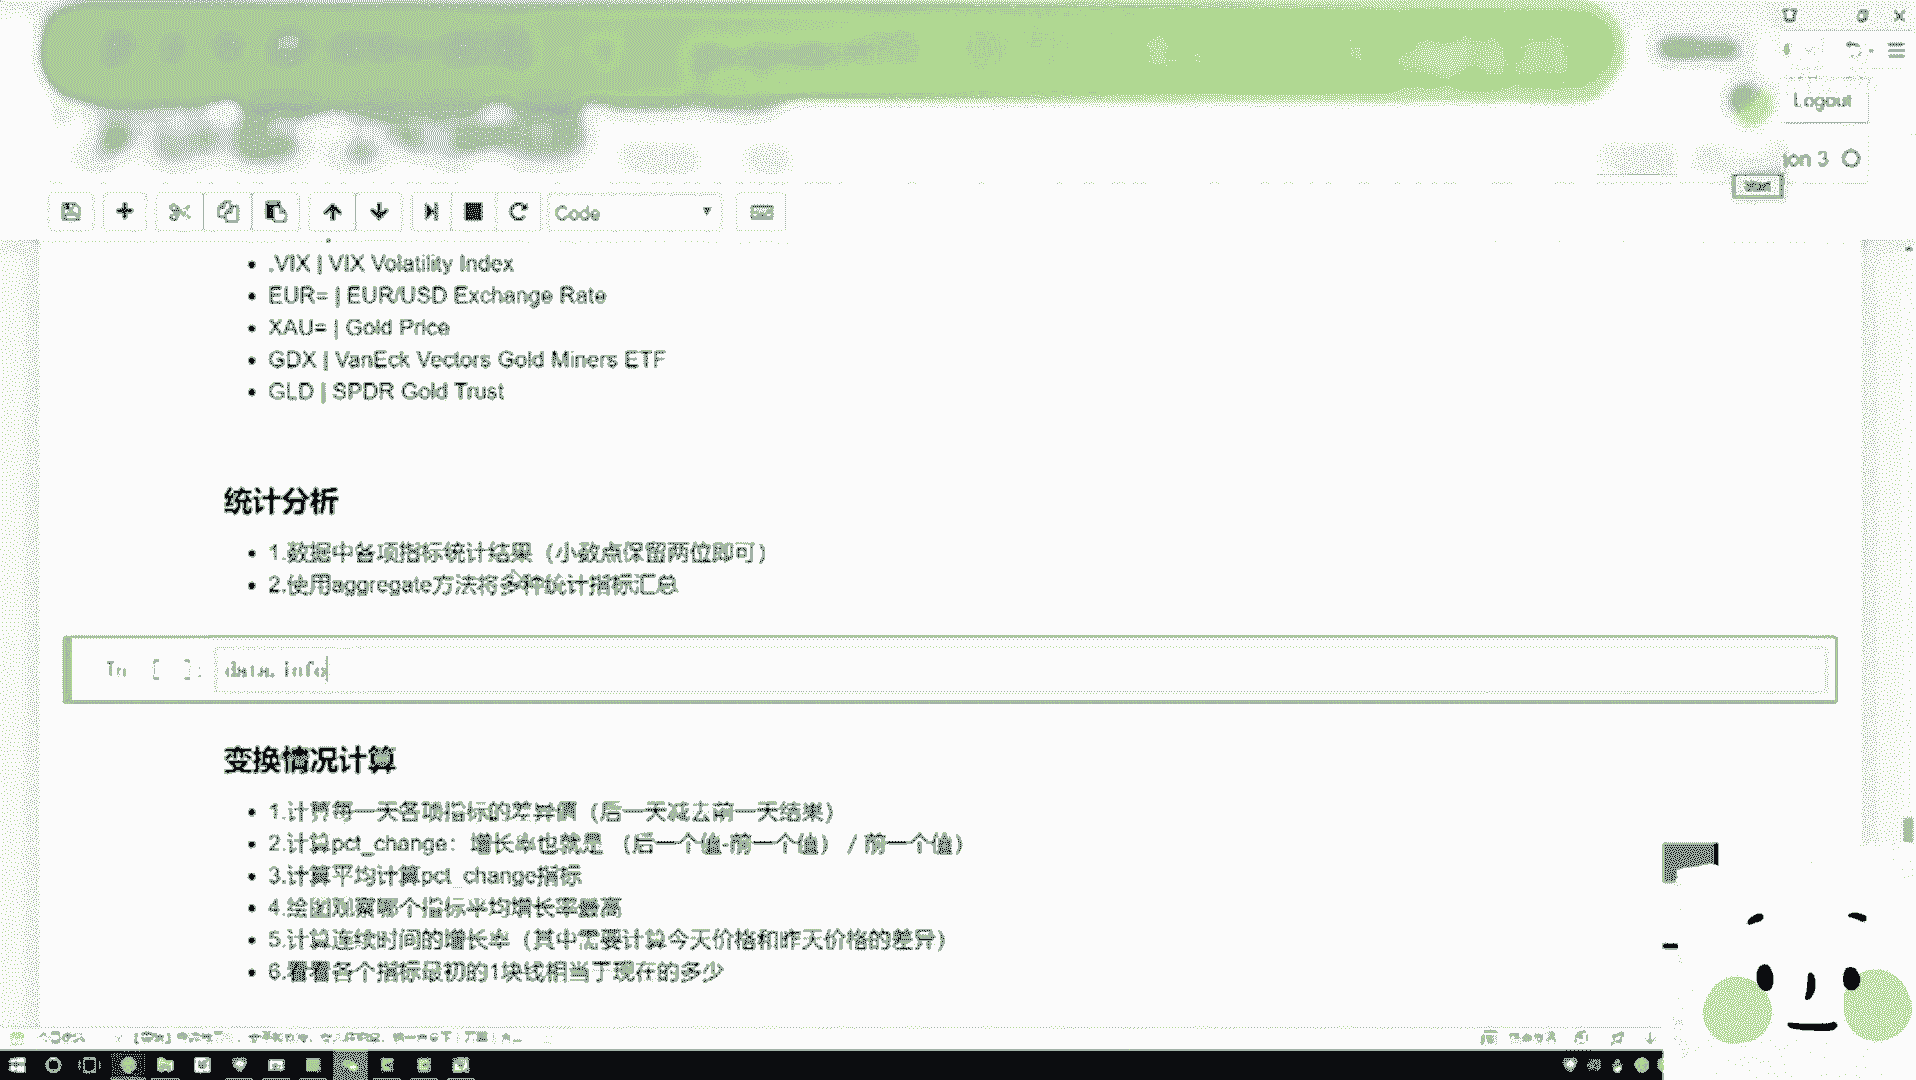 Logout
on 3
Code
.VIX | VIX Volatility Index
EUR= | EUR/USD Exchange Rate
XAU= | Gold Price
GDX | VanEck Vectors Gold Miners ETF
GLD | SPDR Gold Trust
统计分析
1.数据中各项指标统计结果（小数点保留两位即可）
2.使用aggregate方法将多种统计指标汇总
In [ ]: data.info
变换情况计算
1.计算每一天各项指标的差异值（后一天减去前一天结果）
2.计算pct_change：增长率也就是 （后一个值-前一个值）/ 前一个值）
3.计算平均计算pct_change指标
4.绘图观察哪个指标平均增长率最高
5.计算连续时间的增长率（其中需要计算今天价格和昨天价格的差异）
6.看看各个指标最初的1块钱相当于现在的多少